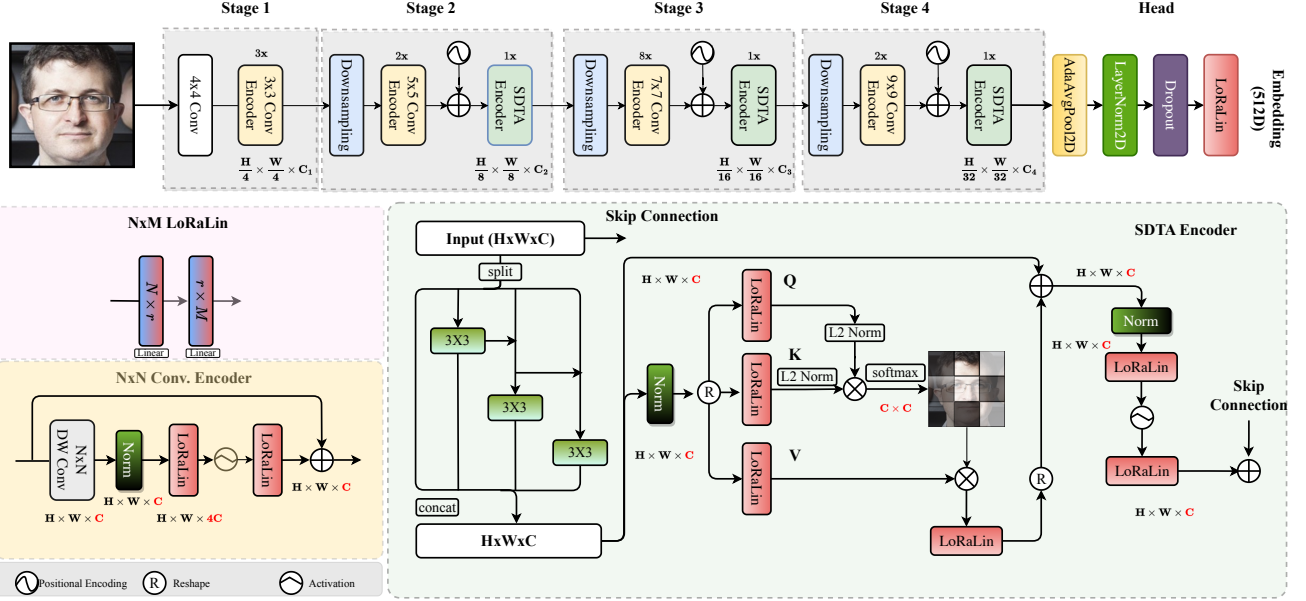 Stage 1
Stage 2
Stage 3
Stage 4
Head
4x4 Conv
3x
3x3 Conv
Encoder
H/4 × W/4 × C₁
Downsampling
2x
5x5 Conv
Encoder
1x
SDTA
Encoder
H/8 × W/8 × C₂
Downsampling
8x
7x7 Conv
Encoder
1x
SDTA
Encoder
H/16 × W/16 × C₃
Downsampling
2x
9x9 Conv
Encoder
1x
SDTA
Encoder
H/32 × W/32 × C₄
AdaAvgPool2D
LayerNorm2D
Dropout
LoRaLin
Embedding
(512D)
NxM LoRaLin
N × r
r × M
Linear
Linear
NxN Conv. Encoder
NxN
DW Conv
Norm
LoRaLin
LoRaLin
H × W × C
H × W × C
H × W × 4C
H × W × C
Positional Encoding
R
Reshape
Activation
Skip Connection
SDTA Encoder
Input (HxWxC)
split
3X3
3X3
3X3
concat
HxWxC
H × W × C
Norm
H × W × C
R
LoRaLin
Q
L2 Norm
LoRaLin
K
L2 Norm
softmax
C × C
LoRaLin
V
LoRaLin
R
H × W × C
Norm
H × W × C
LoRaLin
LoRaLin
Skip
Connection
H × W × C